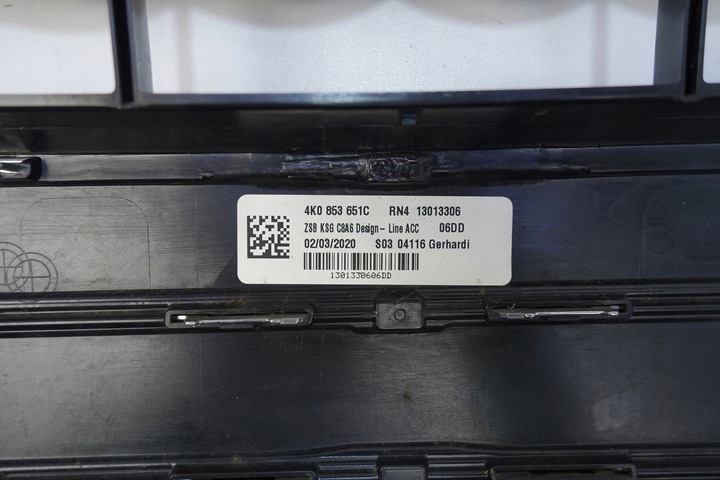 4K0 853 651C RN4 13013306
ZSB KSG C8A6 Design- Line ACC 06DD
02/03/2020 S03 04116 Gerhardi
1301330606DD